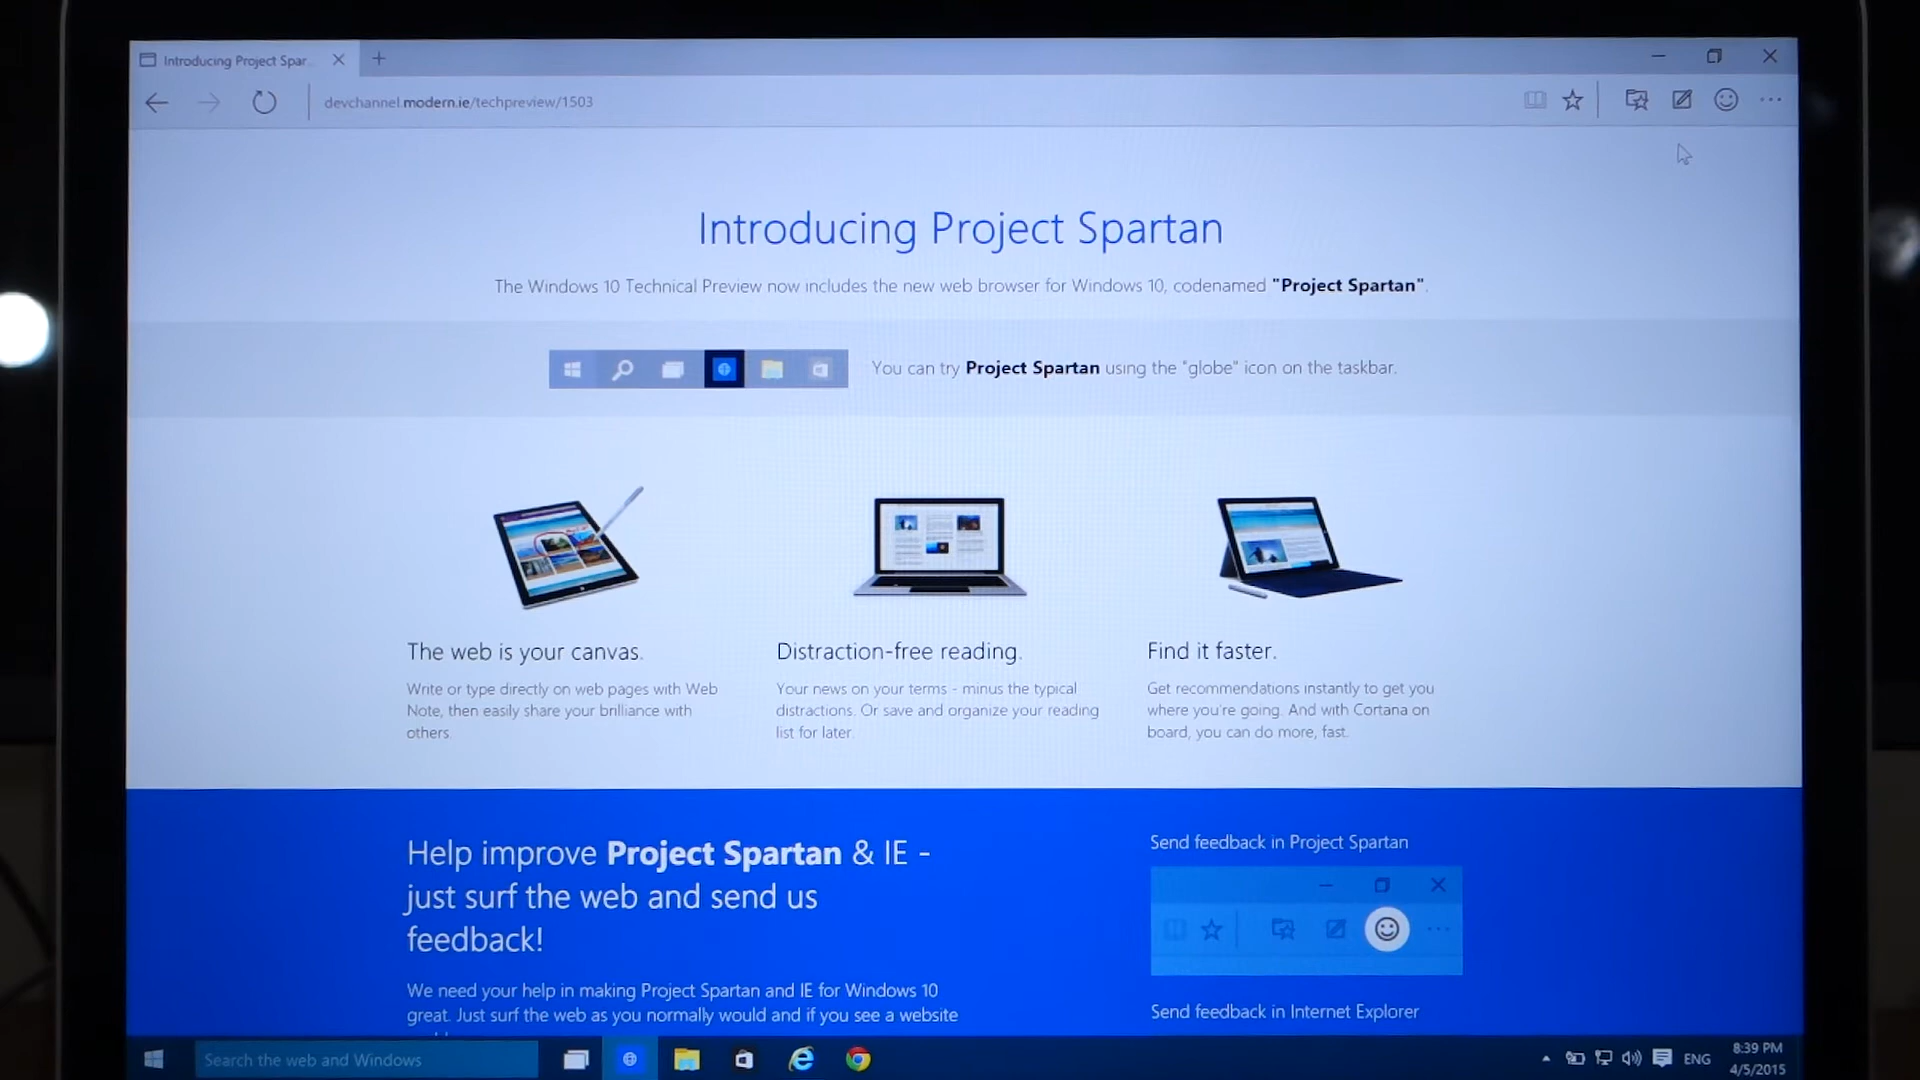 Introducing Project Spar
devchannel.modern.ie/techpreview/1503
Introducing Project Spartan
The Windows 10 Technical Preview now includes the new web browser for Windows 10, codenamed "Project Spartan".
You can try Project Spartan using the "globe" icon on the taskbar.
The web is your canvas.
Write or type directly on web pages with Web
Note, then easily share your brilliance with
others.
Distraction-free reading.
Your news on your terms - minus the typical
distractions. Or save and organize your reading
list for later.
Find it faster.
Get recommendations instantly to get you
where you're going. And with Cortana on
board, you can do more, fast.
Help improve Project Spartan & IE -
just surf the web and send us
feedback!
We need your help in making Project Spartan and IE for Windows 10
great. Just surf the web as you normally would and if you see a website
Send feedback in Project Spartan
Send feedback in Internet Explorer
Search the web and Windows
ENG
8:39 PM
4/5/2015